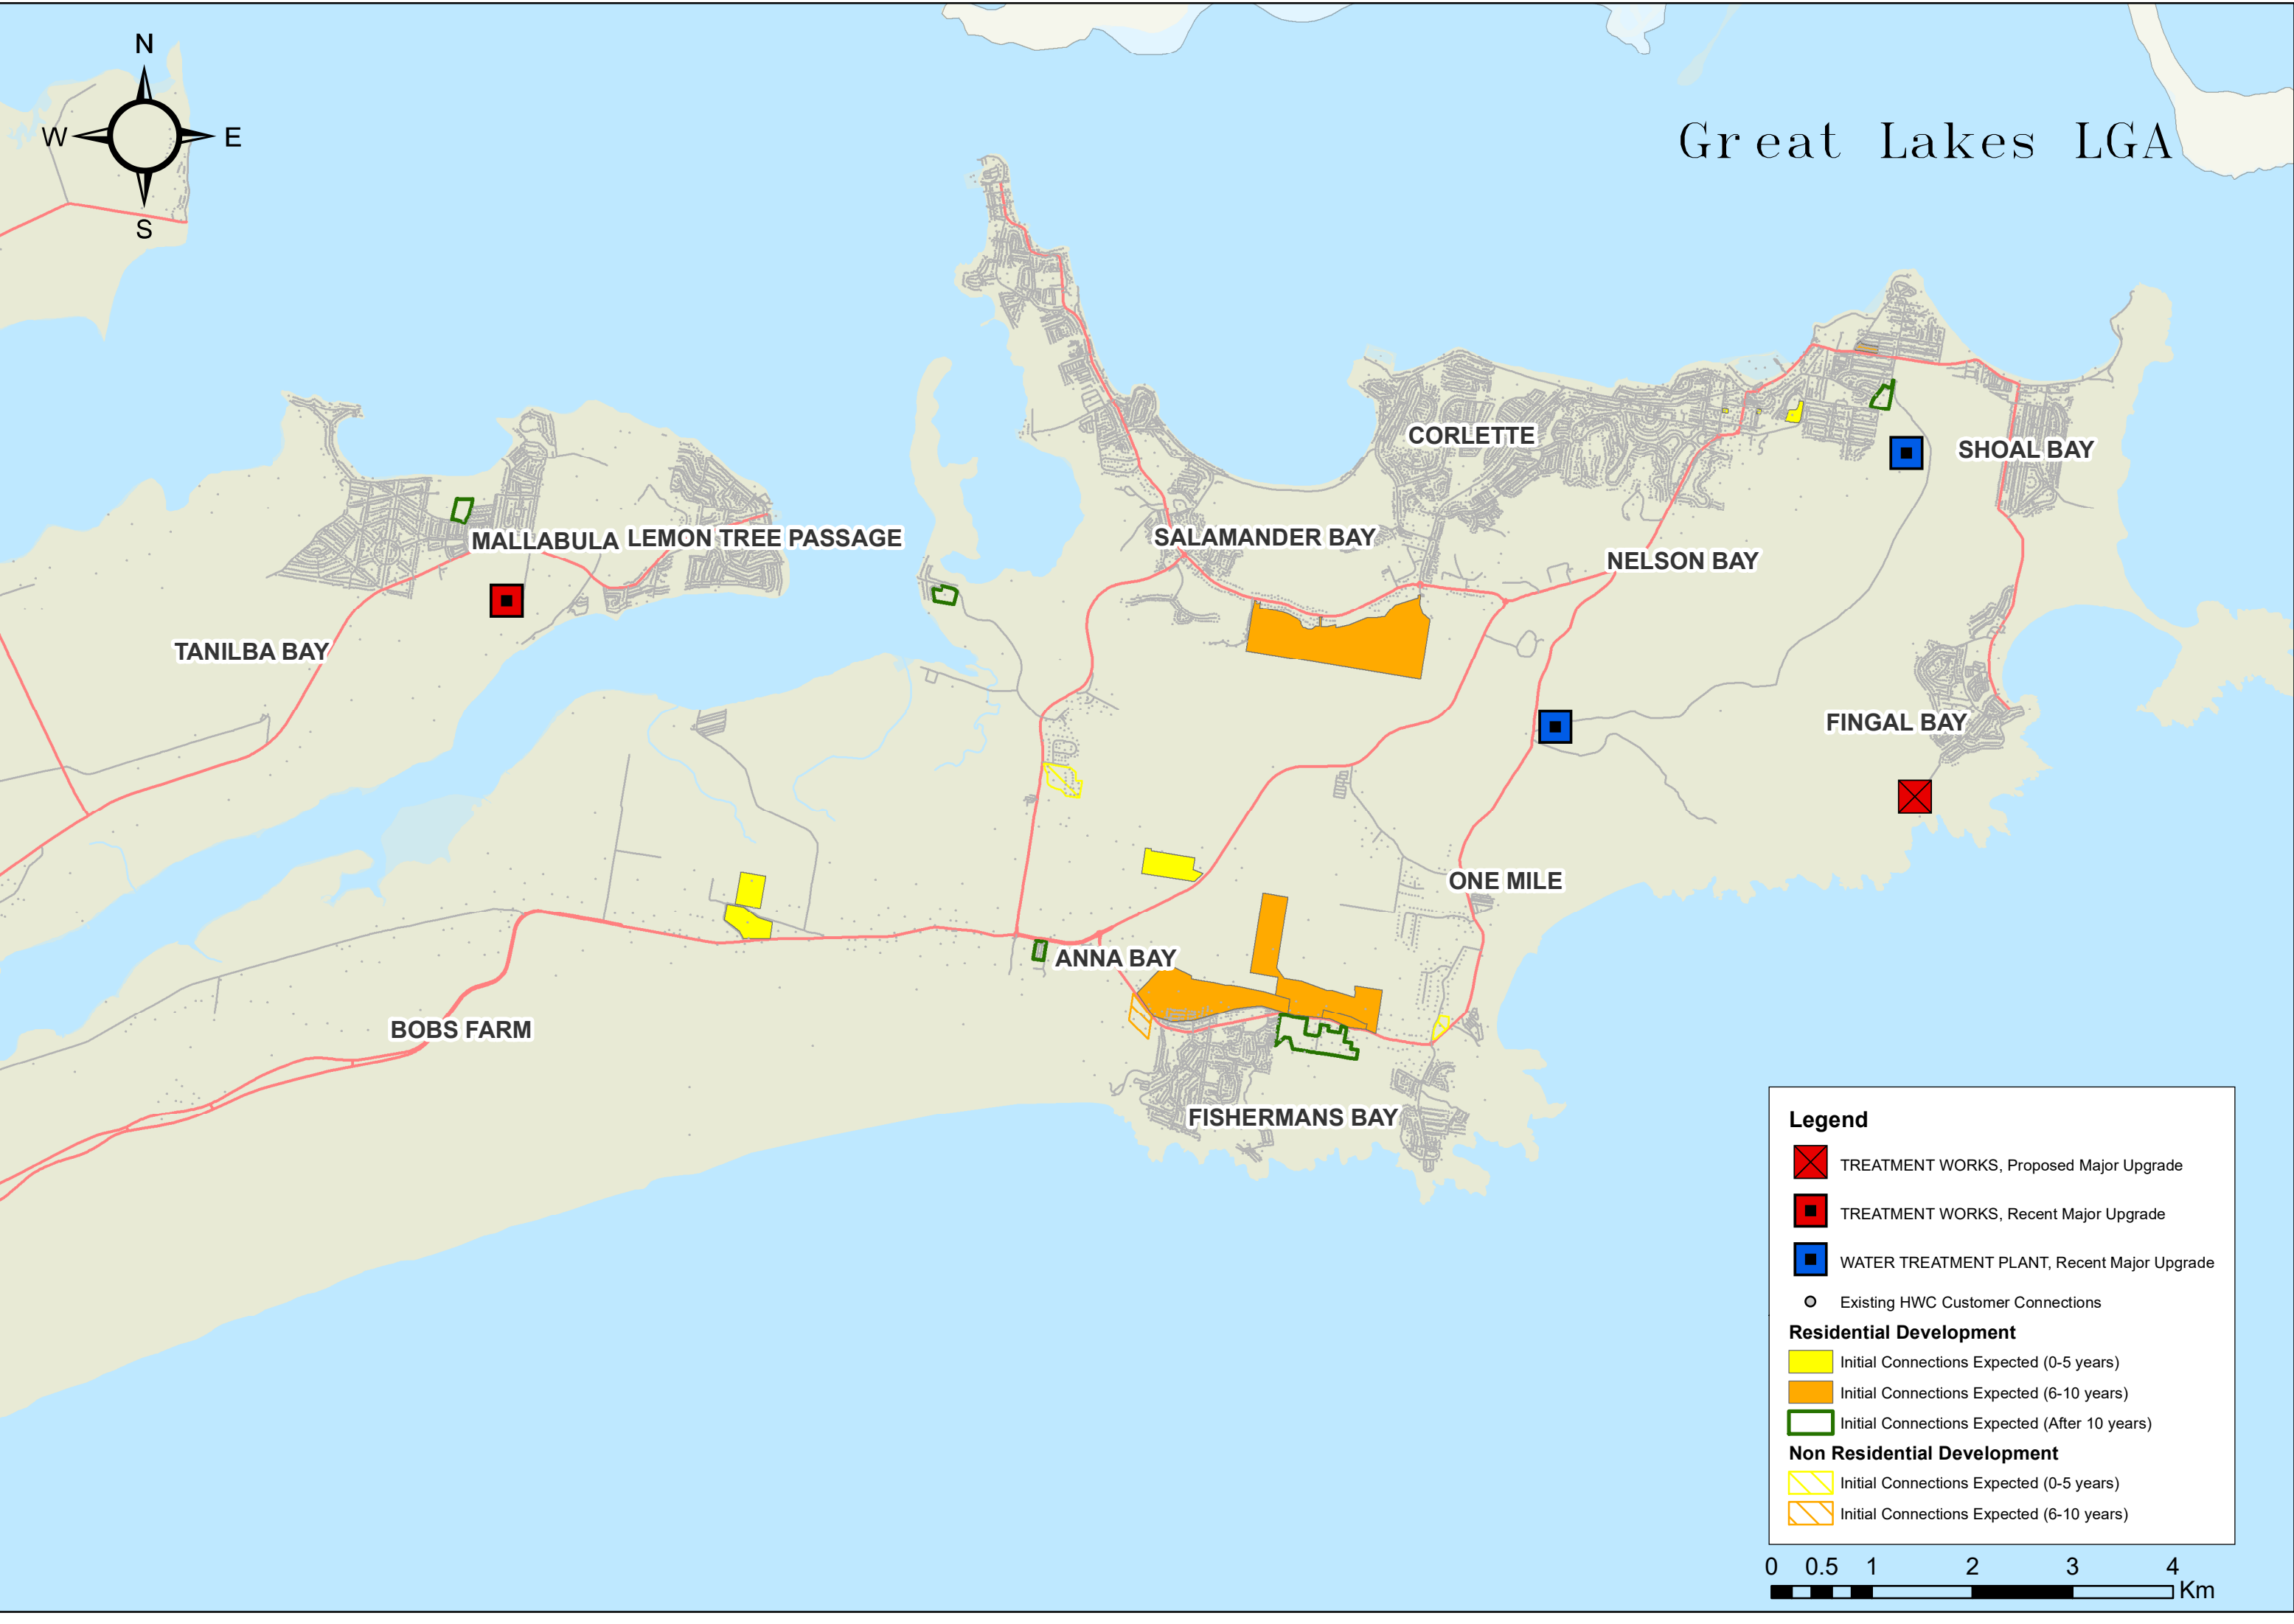 N
W E
S
Great Lakes LGA
CORLETTE
SHOAL BAY
MALLABULA
LEMON TREE PASSAGE
SALAMANDER BAY
NELSON BAY
TANILBA BAY
FINGAL BAY
ONE MILE
ANNA BAY
BOBS FARM
FISHERMANS BAY
Legend
TREATMENT WORKS, Proposed Major Upgrade
TREATMENT WORKS, Recent Major Upgrade
WATER TREATMENT PLANT, Recent Major Upgrade
Existing HWC Customer Connections
Residential Development
Initial Connections Expected (0-5 years)
Initial Connections Expected (6-10 years)
Initial Connections Expected (After 10 years)
Non Residential Development
Initial Connections Expected (0-5 years)
Initial Connections Expected (6-10 years)
0 0.5 1 2 3 4
Km